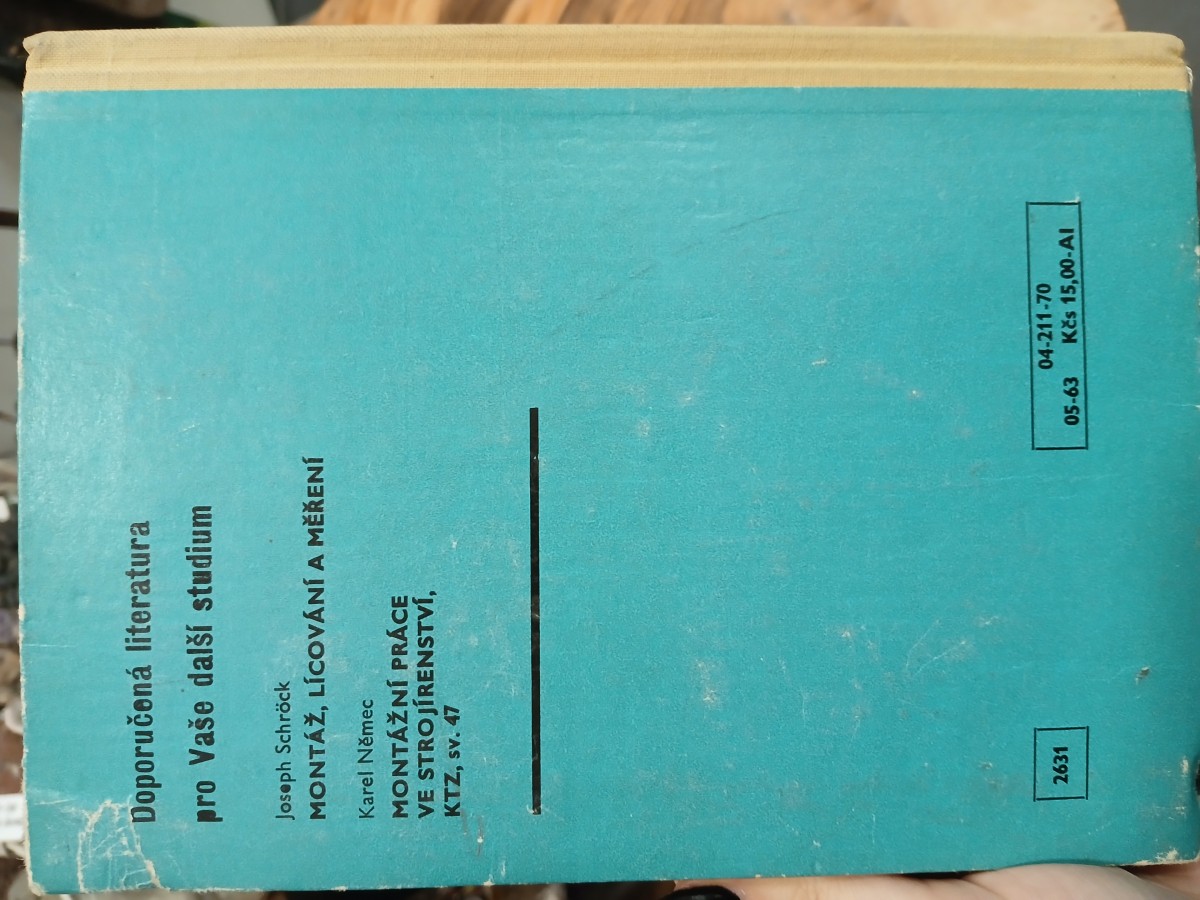 Doporučená literatura
pro Vaše další studium
Joseph Schröck
MONTÁŽ, LÍCOVÁNÍ A MĚŘENÍ
Karel Němec
MONTÁŽNÍ PRÁCE
VE STROJÍRENSTVÍ,
KTZ, sv. 47
2631
04-211-70
05-63 Kčs 15,00-AI